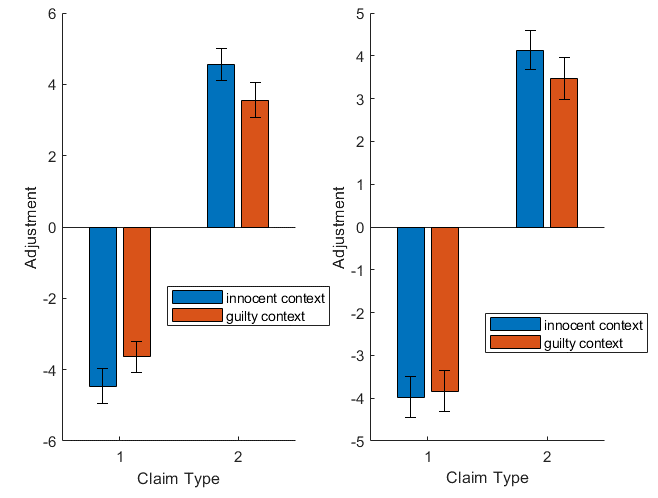 6
4
2
0
-2
-4
-6
Adjustment
1
2
Claim Type
innocent context
guilty context
5
4
3
2
1
0
-1
-2
-3
-4
-5
Adjustment
1
2
Claim Type
innocent context
guilty context